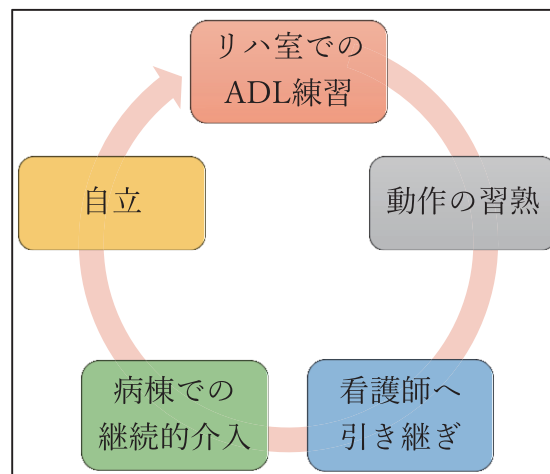 リハ室での
ADL練習
動作の習熟
看護師へ
引き継ぎ
病棟での
継続的介入
自立